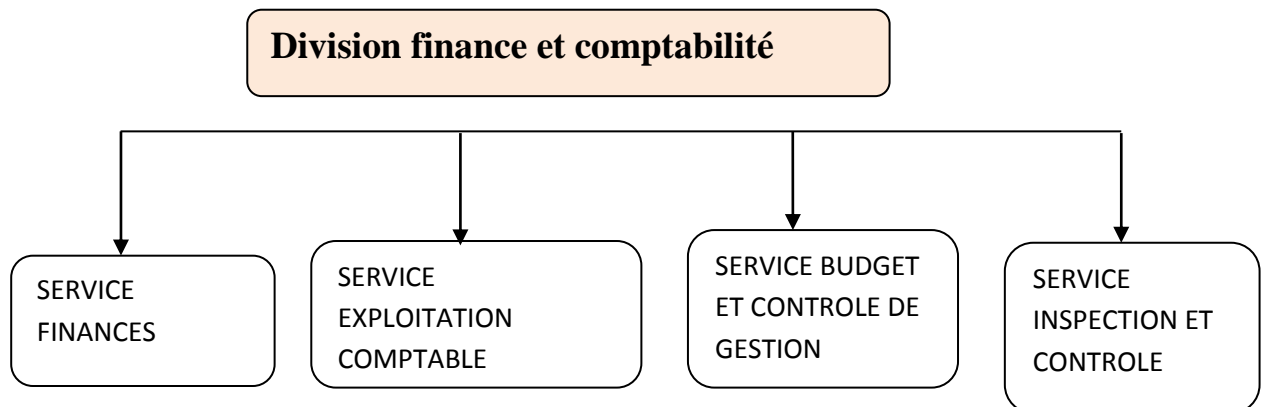 Division finance et comptabilité
SERVICE
FINANCES
SERVICE
EXPLOITATION
COMPTABLE
SERVICE BUDGET
ET CONTROLE DE
GESTION
SERVICE
INSPECTION ET
CONTROLE